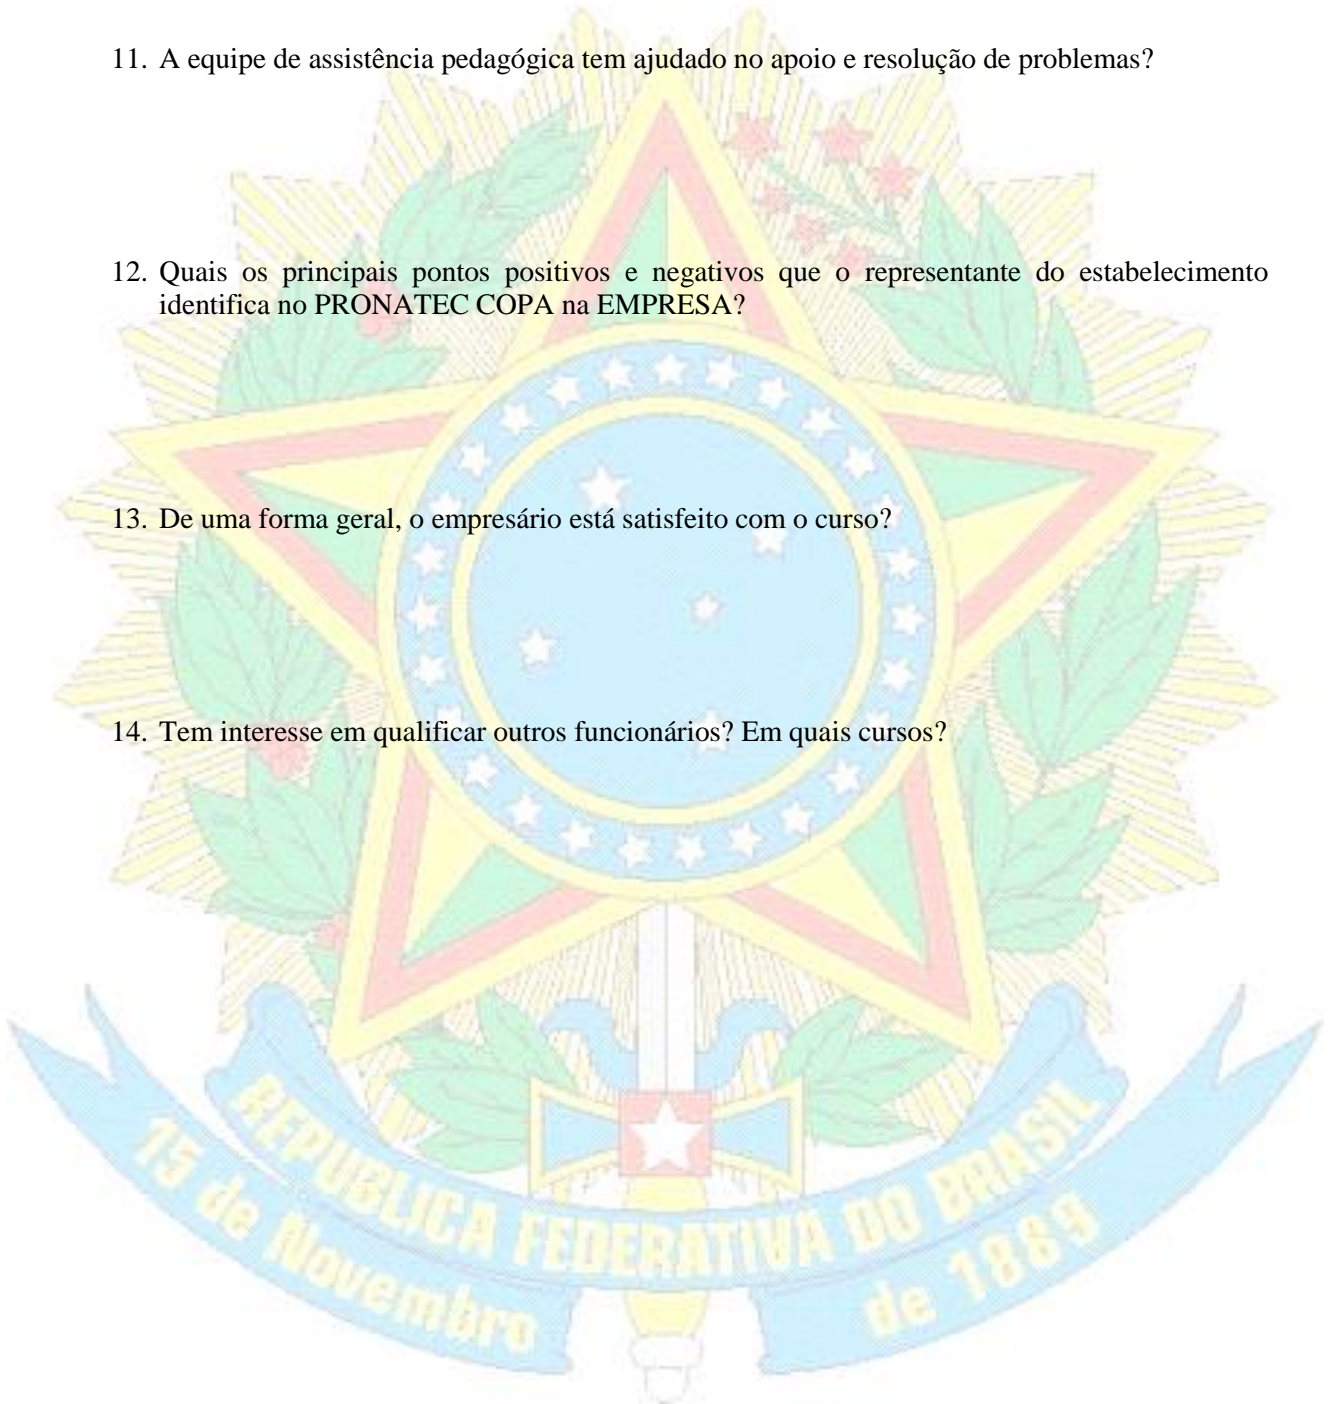 11. A equipe de assistência pedagógica tem ajudado no apoio e resolução de problemas?
12. Quais os principais pontos positivos e negativos que o representante do estabelecimento
identifica no PRONATEC COPA na EMPRESA?
13. De uma forma geral, o empresário está satisfeito com o curso?
14. Tem interesse em qualificar outros funcionários? Em quais cursos?
REPUBLICA FEDERATIVA DO BRASIL
15 de Novembro de 1889